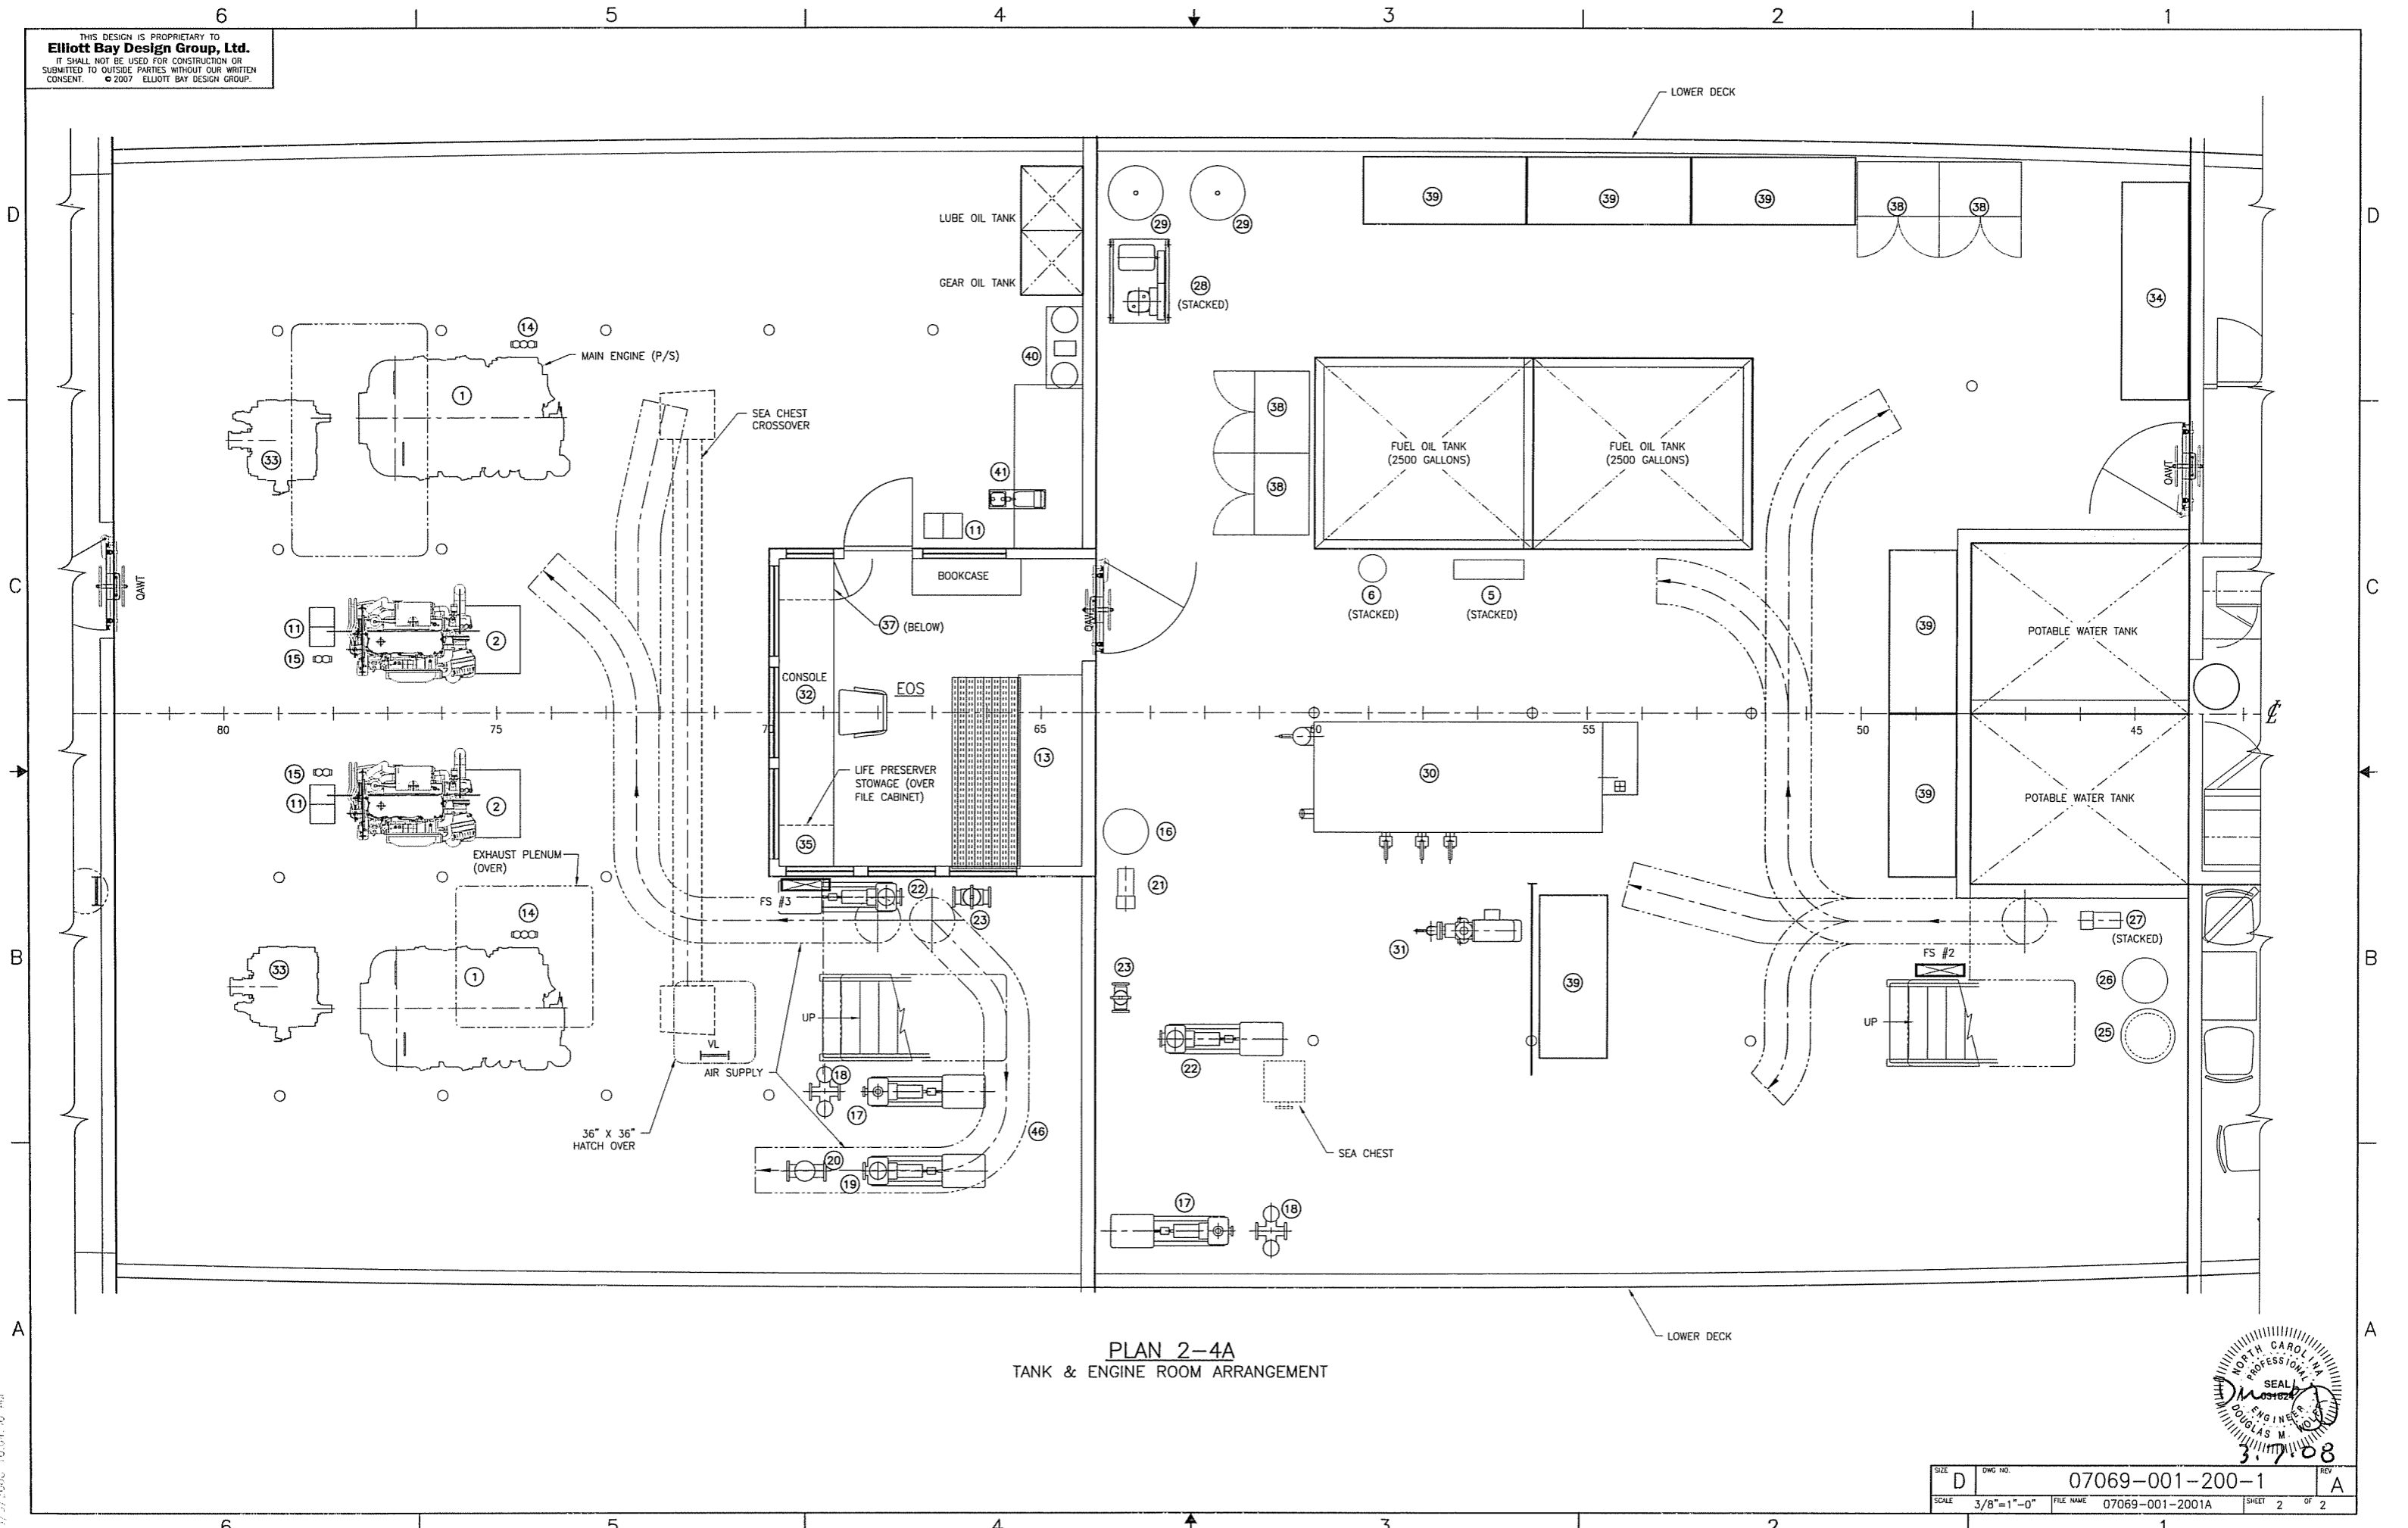 6 5 4 3 2 1
THIS DESIGN IS PROPRIETARY TO
Elliott Bay Design Group, Ltd.
IT SHALL NOT BE USED FOR CONSTRUCTION OR
SUBMITTED TO OUTSIDE PARTIES WITHOUT OUR WRITTEN
CONSENT. © 2007 ELLIOTT BAY DESIGN GROUP.
LOWER DECK
D
D
LUBE OIL TANK
GEAR OIL TANK
29
29
28
(STACKED)
39
39
39
38
38
34
14
MAIN ENGINE (P/S)
1
33
40
41
11
SEA CHEST
CROSSOVER
38
38
FUEL OIL TANK
(2500 GALLONS)
FUEL OIL TANK
(2500 GALLONS)
QAWT
C
C
QAWT
11
15
2
BOOKCASE
37 (BELOW)
QAWT
6
(STACKED)
5
(STACKED)
39
POTABLE WATER TANK
CONSOLE
32
EOS
80
75
70
65
60
55
50
45
℄
15
11
2
LIFE PRESERVER
STOWAGE (OVER
FILE CABINET)
35
13
30
39
POTABLE WATER TANK
16
21
EXHAUST PLENUM
(OVER)
14
FS #3
22
23
31
39
27
(STACKED)
FS #2
B
B
33
1
UP
VL
AIR SUPPLY
18
17
23
22
UP
26
25
36" X 36"
HATCH OVER
46
20
19
SEA CHEST
17
18
A
A
LOWER DECK
PLAN 2-4A
TANK & ENGINE ROOM ARRANGEMENT
NORTH CAROLINA
PROFESSIONAL
SEAL
031624
ENGINEER
DOUGLAS M. WOLFF
3.7.08
SIZE D DWG NO. 07069-001-200-1 REV A
SCALE 3/8"=1'-0" FILE NAME 07069-001-2001A SHEET 2 OF 2
6 5 4 3 2 1